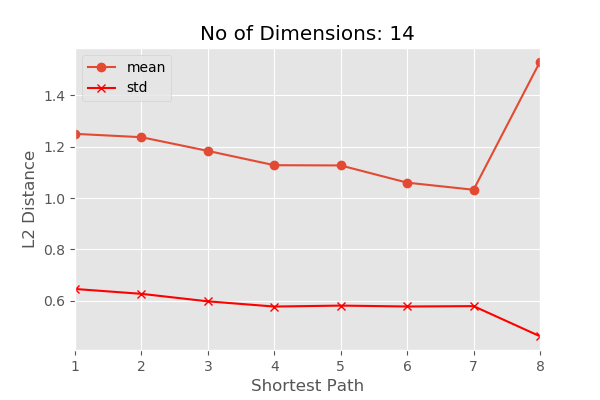 No of Dimensions: 14
mean
std
L2 Distance
1.4
1.2
1.0
0.8
0.6
1 2 3 4 5 6 7 8
Shortest Path